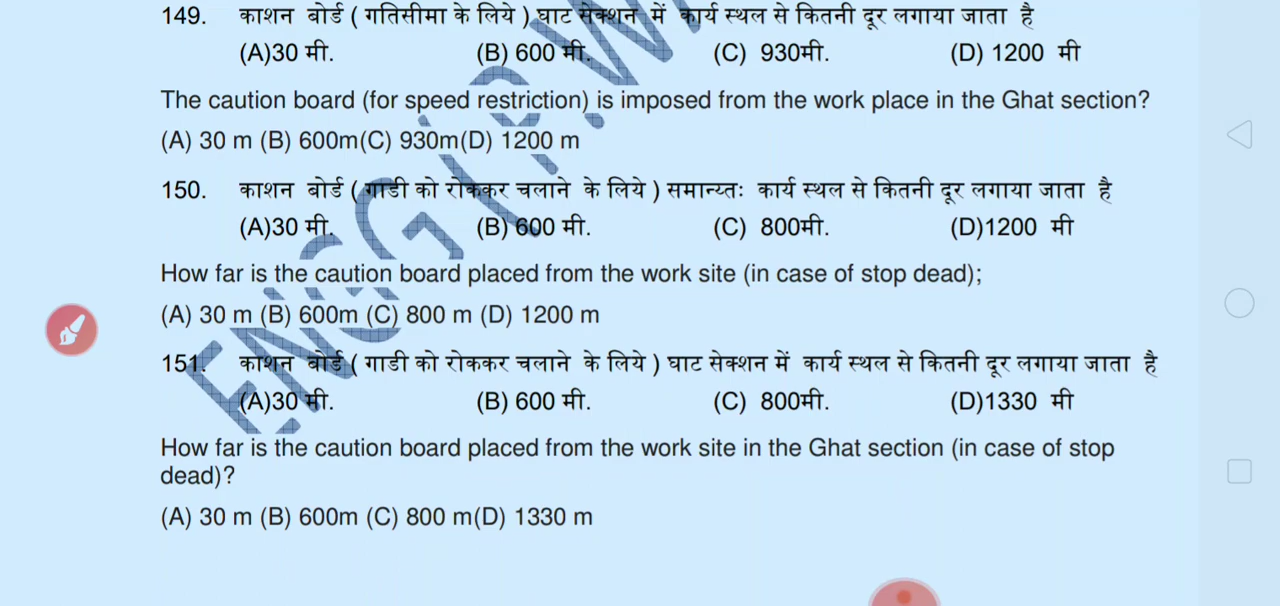 149. काशन बोर्ड ( गतिसीमा के लिये ) घाट सेक्शन में कार्य स्थल से कितनी दूर लगाया जाता है
(A)30 मी. (B) 600 मी. (C) 930मी. (D) 1200 मी
The caution board (for speed restriction) is imposed from the work place in the Ghat section?
(A) 30 m (B) 600m(C) 930m(D) 1200 m
150. काशन बोर्ड ( गाडी को रोककर चलाने के लिये ) समान्य्तः कार्य स्थल से कितनी दूर लगाया जाता है
(A)30 मी. (B) 600 मी. (C) 800मी. (D)1200 मी
How far is the caution board placed from the work site (in case of stop dead);
(A) 30 m (B) 600m (C) 800 m (D) 1200 m
151. काशन बोर्ड ( गाडी को रोककर चलाने के लिये ) घाट सेक्शन में कार्य स्थल से कितनी दूर लगाया जाता है
(A)30 मी. (B) 600 मी. (C) 800मी. (D)1330 मी
How far is the caution board placed from the work site in the Ghat section (in case of stop
dead)?
(A) 30 m (B) 600m (C) 800 m(D) 1330 m